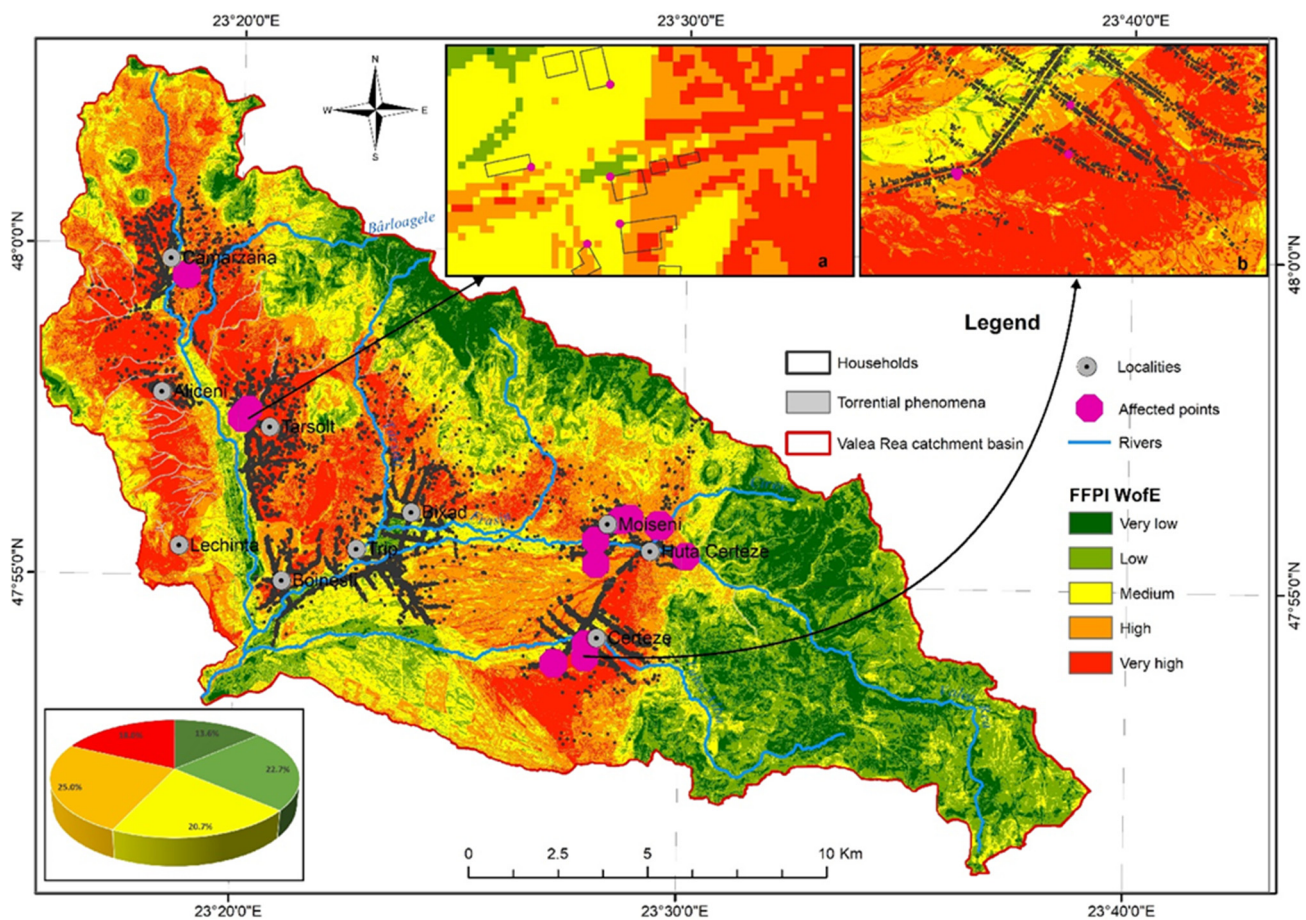 23°20'0"E
23°30'0"E
23°40'0"E
N
W
E
S
a
b
48°0'0"N
48°0'0"N
Bârloagele
Camarzana
Aliceni
Tarsolt
Bixad
Lechinta
Trip
Boinesti
Moiseni
Huta Certeze
Certeze
47°55'0"N
47°55'0"N
Legend
Households
Torrential phenomena
Valea Rea catchment basin
Localities
Affected points
Rivers
FFPI WofE
Very low
Low
Medium
High
Very high
13.6%
22.7%
20.7%
25.0%
0
2.5
5
10 Km
23°20'0"E
23°30'0"E
23°40'0"E